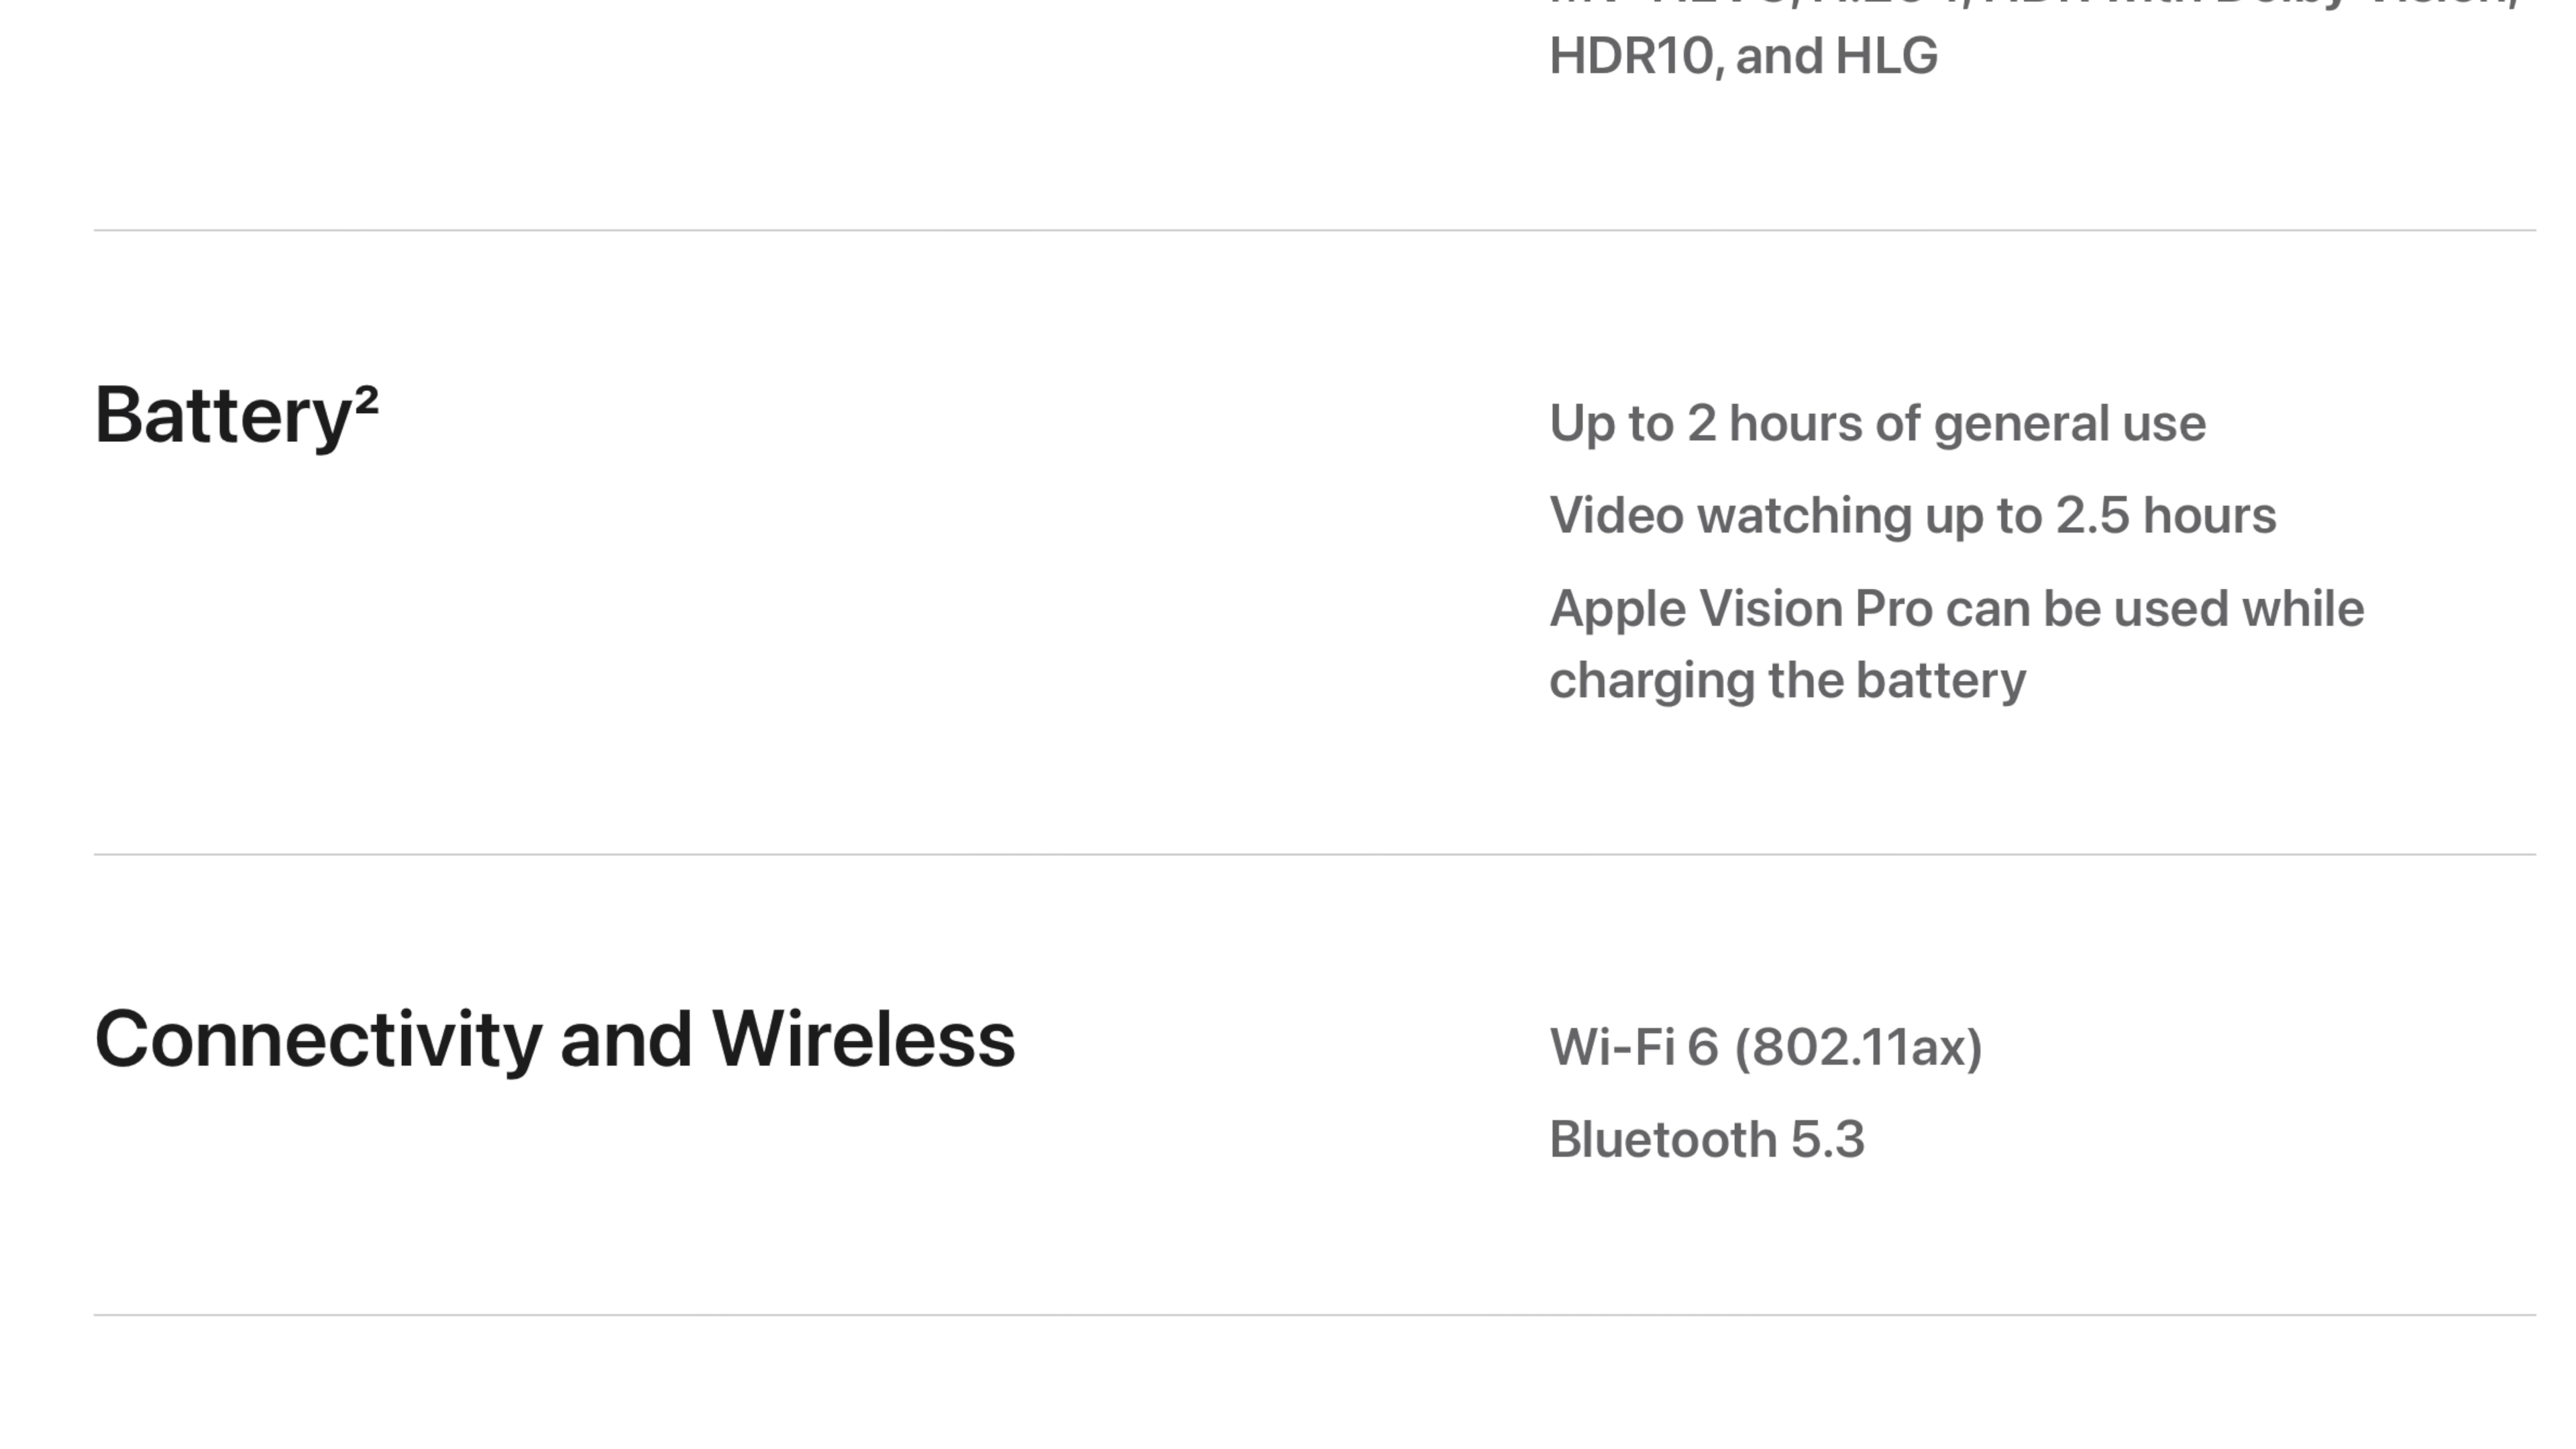 HDR10, and HLG
Battery²
Up to 2 hours of general use
Video watching up to 2.5 hours
Apple Vision Pro can be used while
charging the battery
Connectivity and Wireless
Wi-Fi 6 (802.11ax)
Bluetooth 5.3